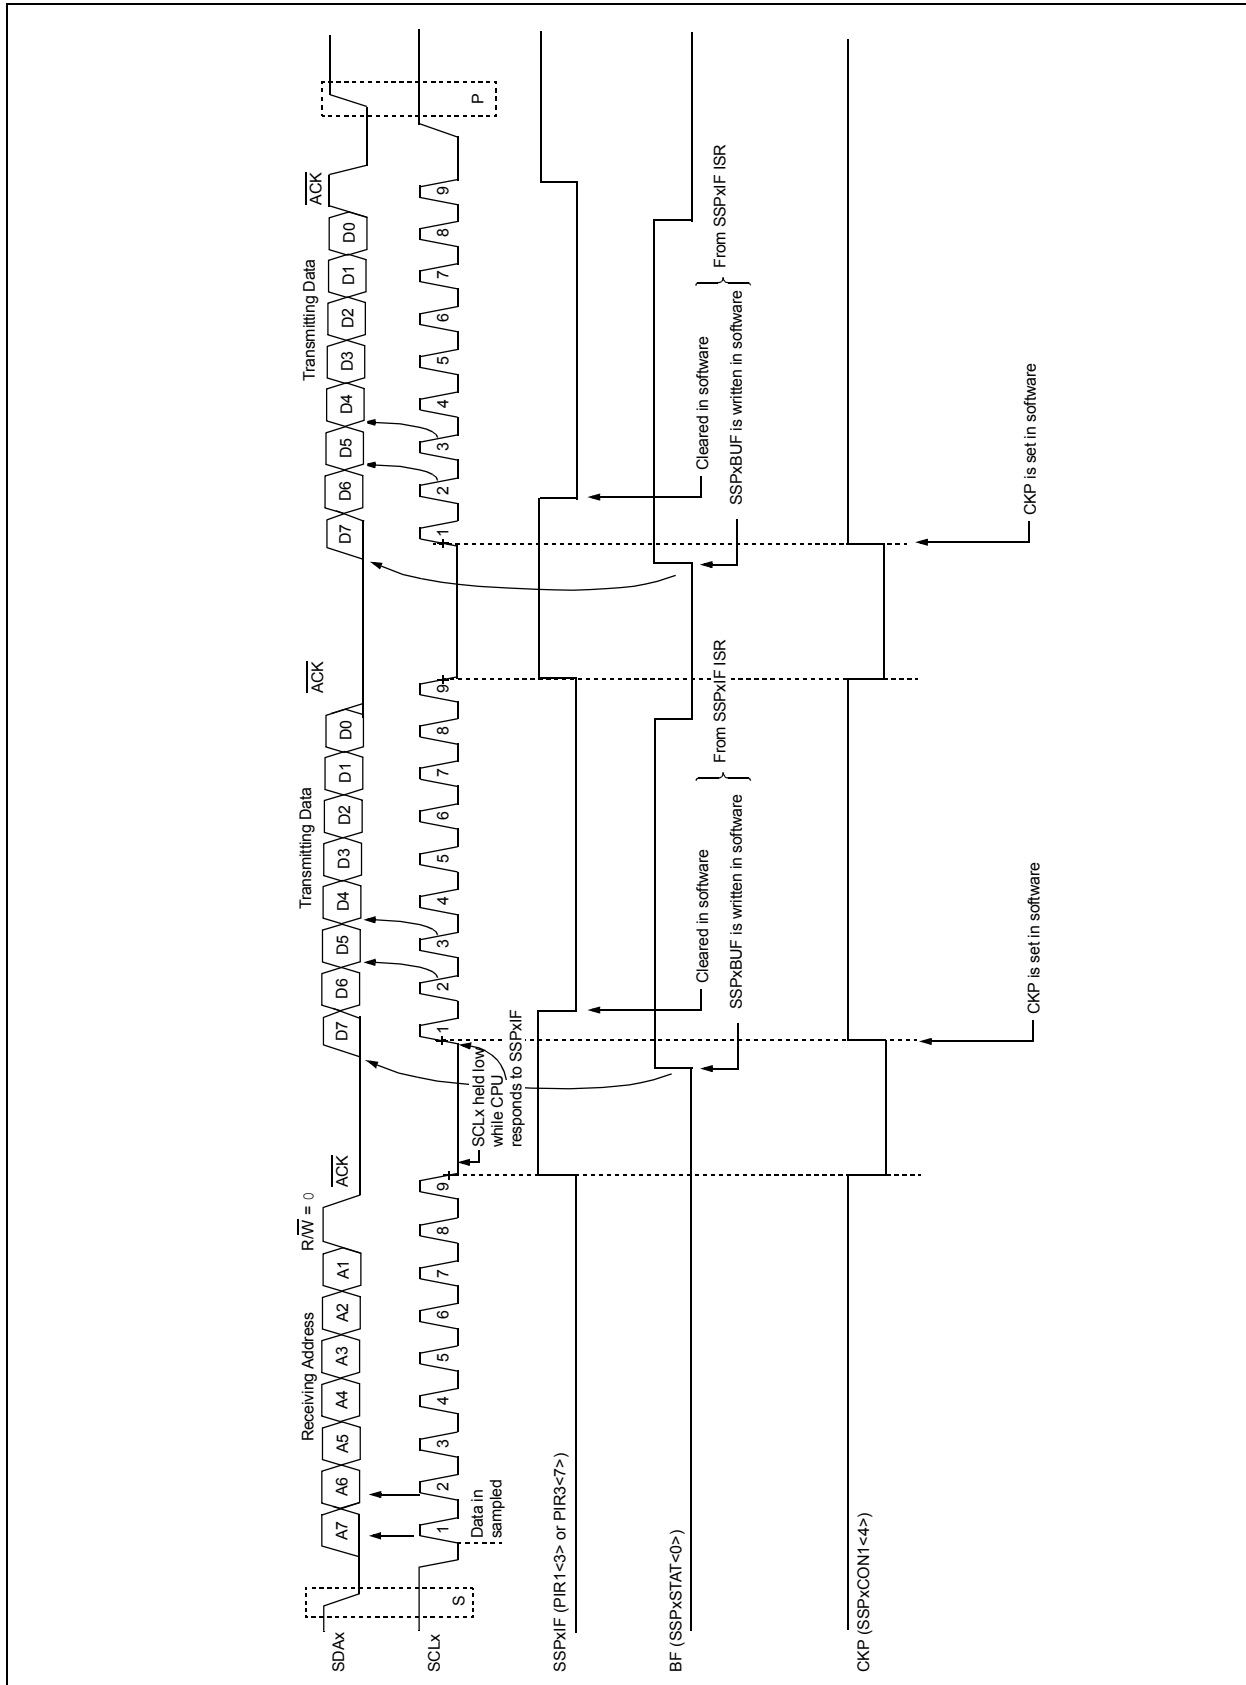 Receiving Address
R/W = 0
ACK
Transmitting Data
ACK
Transmitting Data
ACK
SDAx
A7
A6
A5
A4
A3
A2
A1
D7
D6
D5
D4
D3
D2
D1
D0
D7
D6
D5
D4
D3
D2
D1
D0
SCLx
1
2
3
4
5
6
7
8
9
1
2
3
4
5
6
7
8
9
1
2
3
4
5
6
7
8
9
S
P
Data in
sampled
SCLx held low
while CPU
responds to SSPxIF
SSPxIF (PIR1<3> or PIR3<7>)
Cleared in software
Cleared in software
BF (SSPxSTAT<0>)
From SSPxIF ISR
From SSPxIF ISR
SSPxBUF is written in software
SSPxBUF is written in software
CKP (SSPxCON1<4>)
CKP is set in software
CKP is set in software